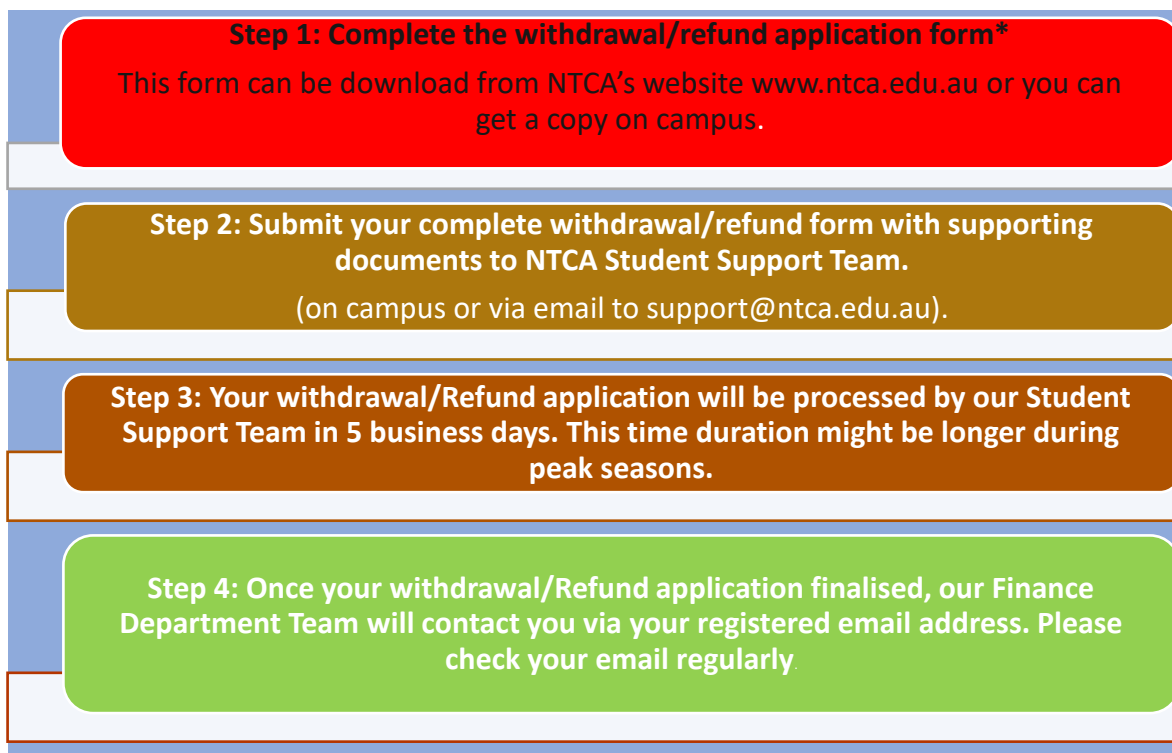 Step 1: Complete the withdrawal/refund application form*
This form can be download from NTCA’s website www.ntca.edu.au or you can
get a copy on campus.
Step 2: Submit your complete withdrawal/refund form with supporting
documents to NTCA Student Support Team.
(on campus or via email to support@ntca.edu.au).
Step 3: Your withdrawal/Refund application will be processed by our Student
Support Team in 5 business days. This time duration might be longer during
peak seasons.
Step 4: Once your withdrawal/Refund application finalised, our Finance
Department Team will contact you via your registered email address. Please
check your email regularly.